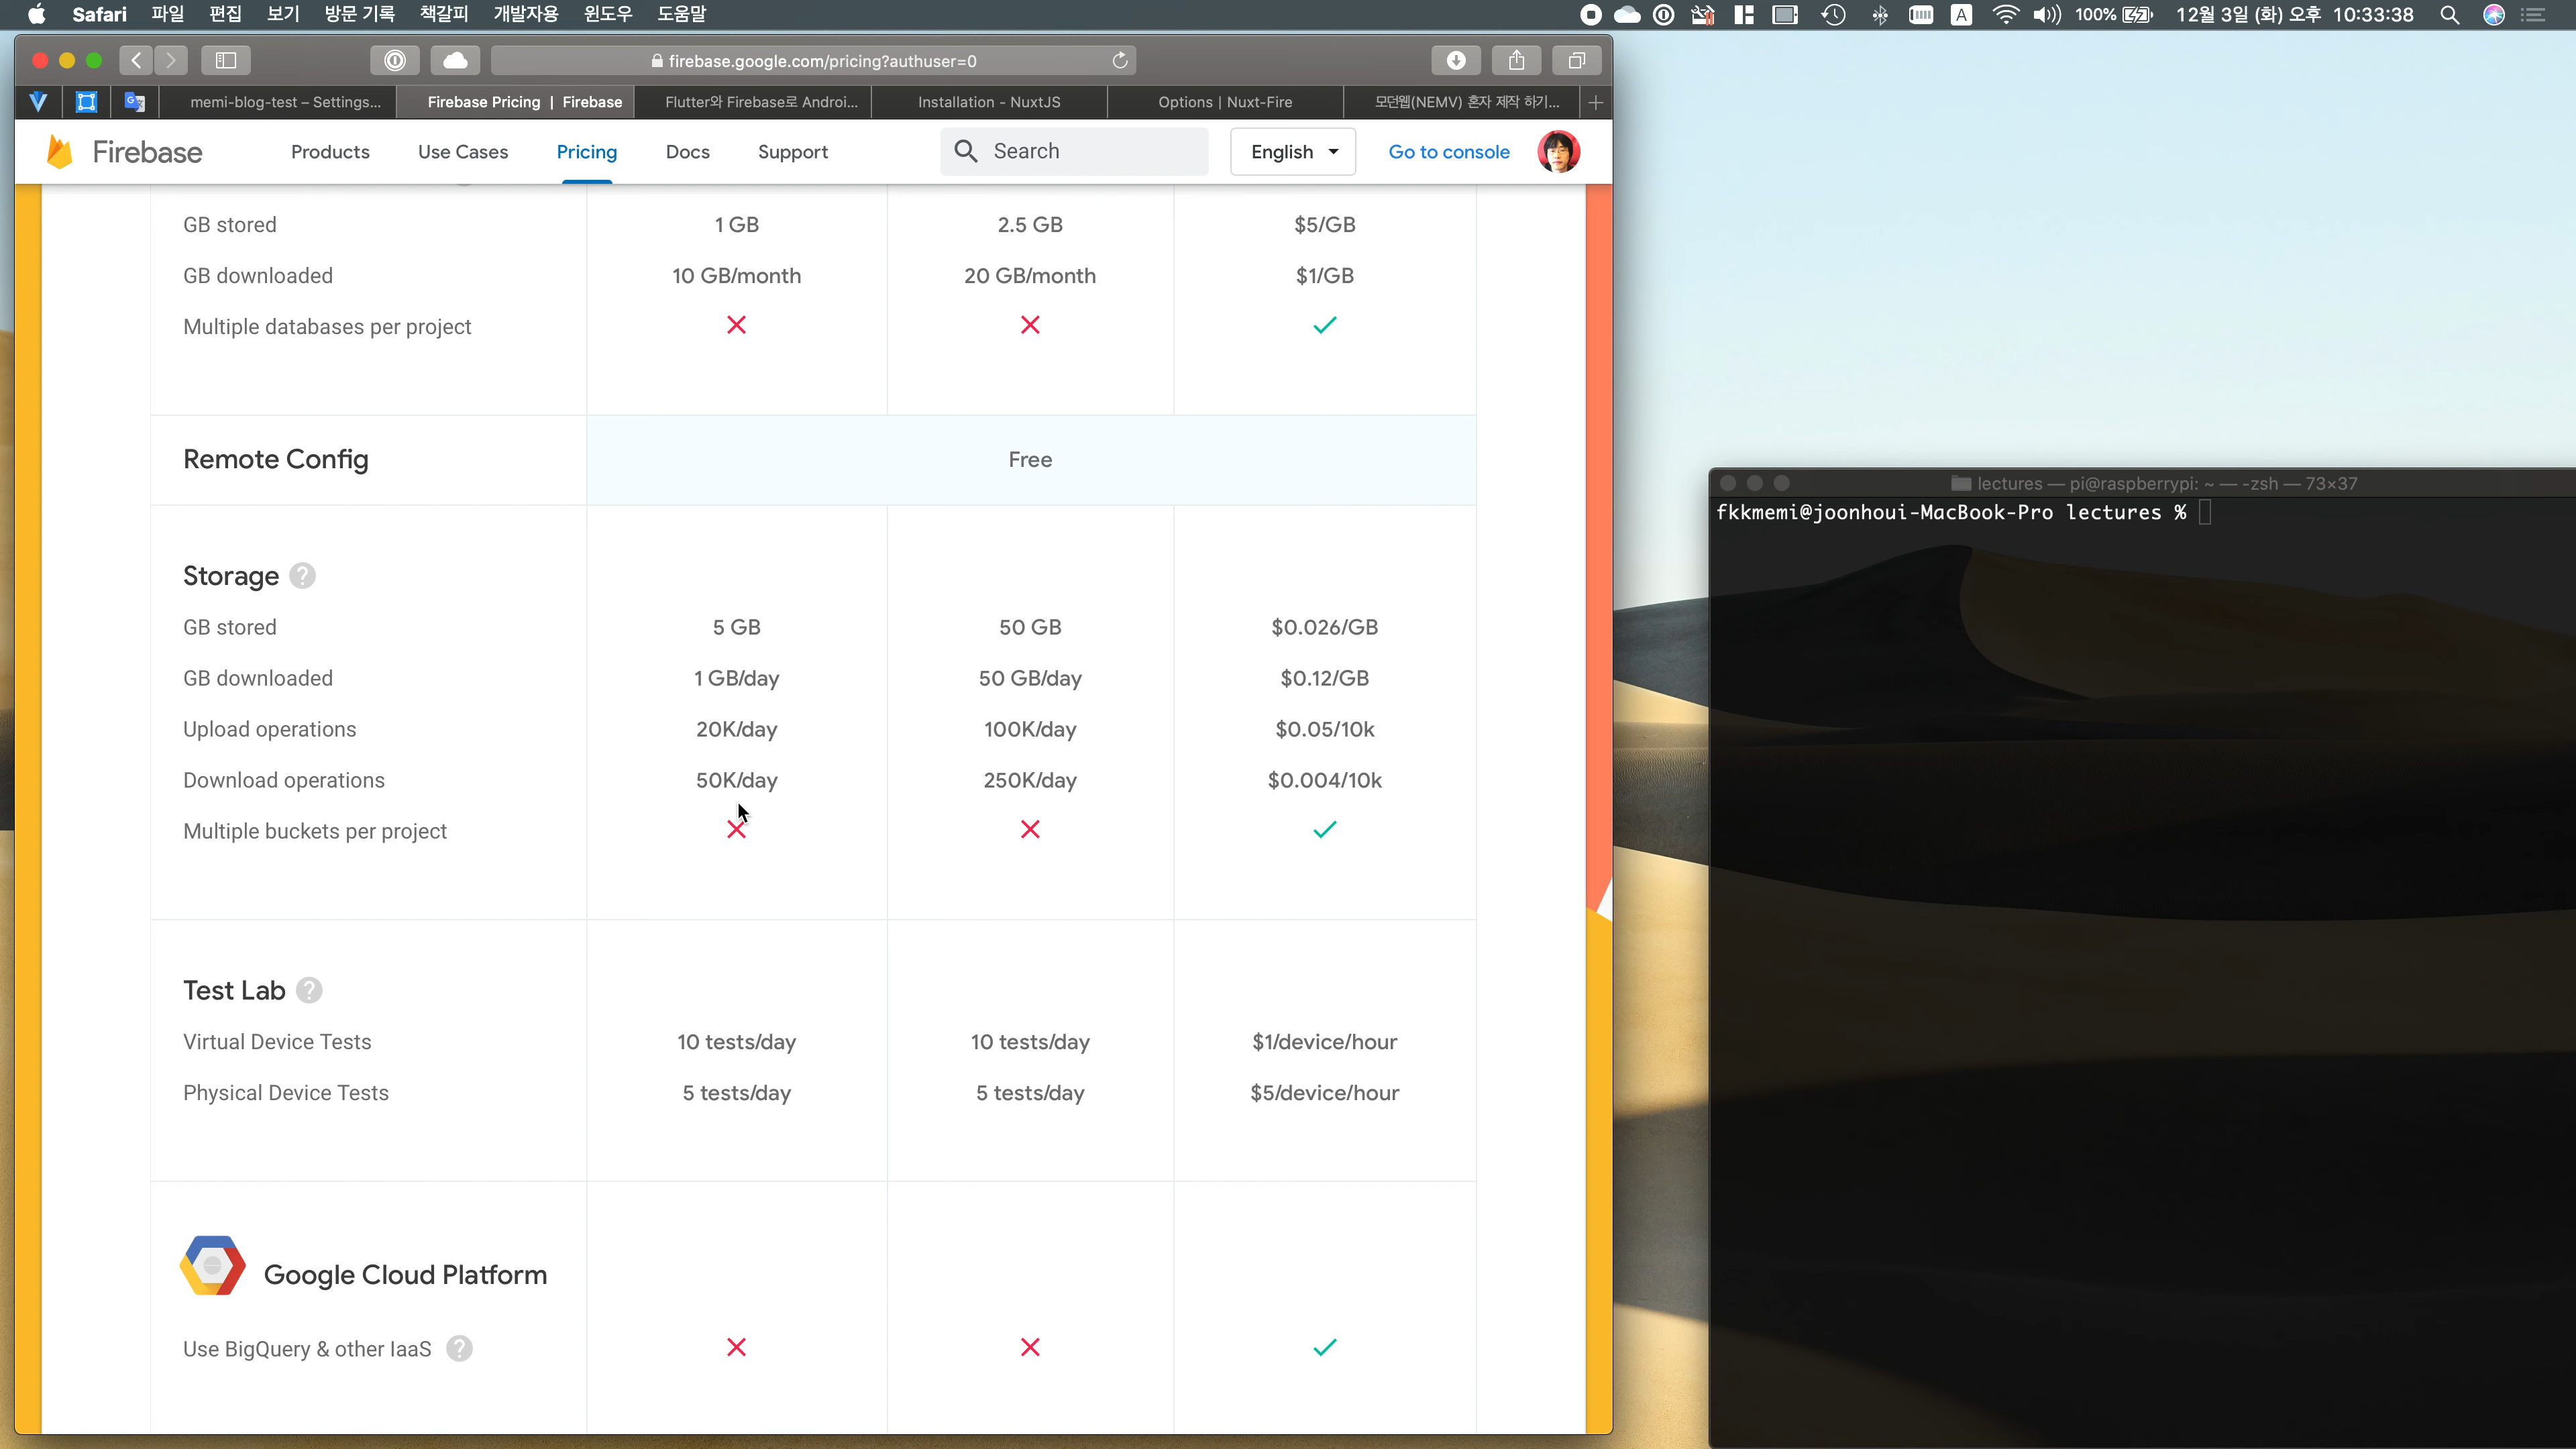 Safari 파일 편집 보기 방문 기록 책갈피 개발자용 윈도우 도움말 A 100% 12월 3일 (화) 오후 10:33:38
firebase.google.com/pricing?authuser=0
memi-blog-test – Settings... Firebase Pricing | Firebase Flutter와 Firebase로 Androi... Installation - NuxtJS Options | Nuxt-Fire 모던웹(NEMV) 혼자 제작 하기...
Firebase Products Use Cases Pricing Docs Support Search English Go to console
GB stored 1 GB 2.5 GB $5/GB
GB downloaded 10 GB/month 20 GB/month $1/GB
Multiple databases per project
Remote Config Free
Storage ?
GB stored 5 GB 50 GB $0.026/GB
GB downloaded 1 GB/day 50 GB/day $0.12/GB
Upload operations 20K/day 100K/day $0.05/10k
Download operations 50K/day 250K/day $0.004/10k
Multiple buckets per project
Test Lab ?
Virtual Device Tests 10 tests/day 10 tests/day $1/device/hour
Physical Device Tests 5 tests/day 5 tests/day $5/device/hour
Google Cloud Platform
Use BigQuery & other IaaS ?
lectures — pi@raspberrypi: ~ — -zsh — 73×37
fkkmemi@joonhoui-MacBook-Pro lectures %